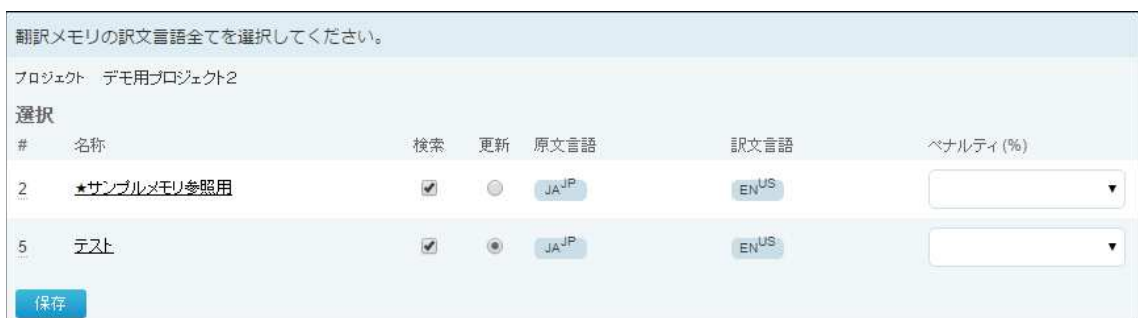 翻訳メモリの訳文言語全てを選択してください。
プロジェクト デモ用プロジェクト2
選択
# 名称 検索 更新 原文言語 訳文言語 ペナルティ(%)
2 ★サンプルメモリ参照用 JA JP EN US
5 テスト JA JP EN US
保存